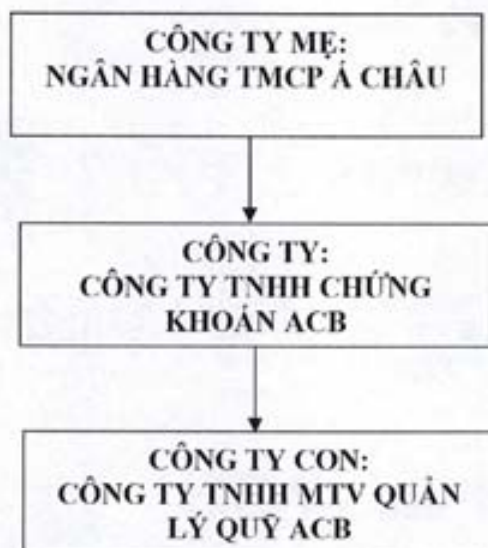 CÔNG TY MẸ:
NGÂN HÀNG TMCP Á CHÂU
CÔNG TY:
CÔNG TY TNHH CHỨNG
KHOÁN ACB
CÔNG TY CON:
CÔNG TY TNHH MTV QUẢN
LÝ QUỸ ACB